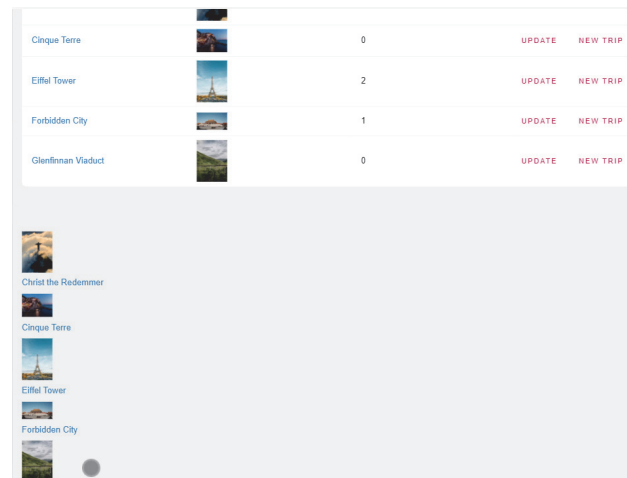 Cinque Terre 0 UPDATE NEW TRIP
Eiffel Tower 2 UPDATE NEW TRIP
Forbidden City 1 UPDATE NEW TRIP
Glenfinnan Viaduct 0 UPDATE NEW TRIP
Christ the Redemmer
Cinque Terre
Eiffel Tower
Forbidden City